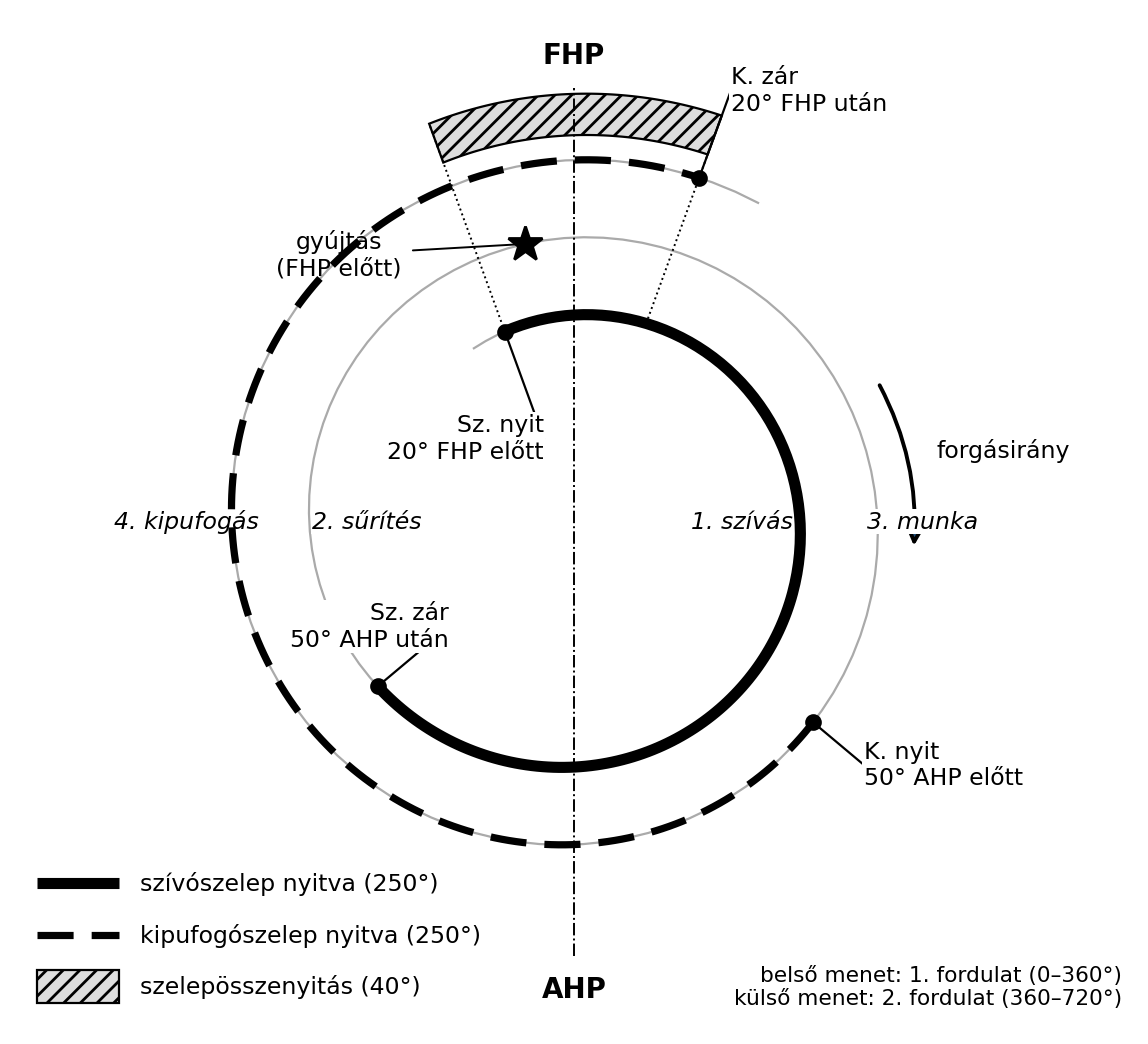 FHP
K. zár
20° FHP után
gyújtás
(FHP előtt)
Sz. nyit
20° FHP előtt
forgásirány
4. kipufogás
2. sűrítés
1. szívás
3. munka
Sz. zár
50° AHP után
K. nyit
50° AHP előtt
szívószelep nyitva (250°)
kipufogószelep nyitva (250°)
szelepösszenyitás (40°)
AHP
belső menet: 1. fordulat (0–360°)
külső menet: 2. fordulat (360–720°)